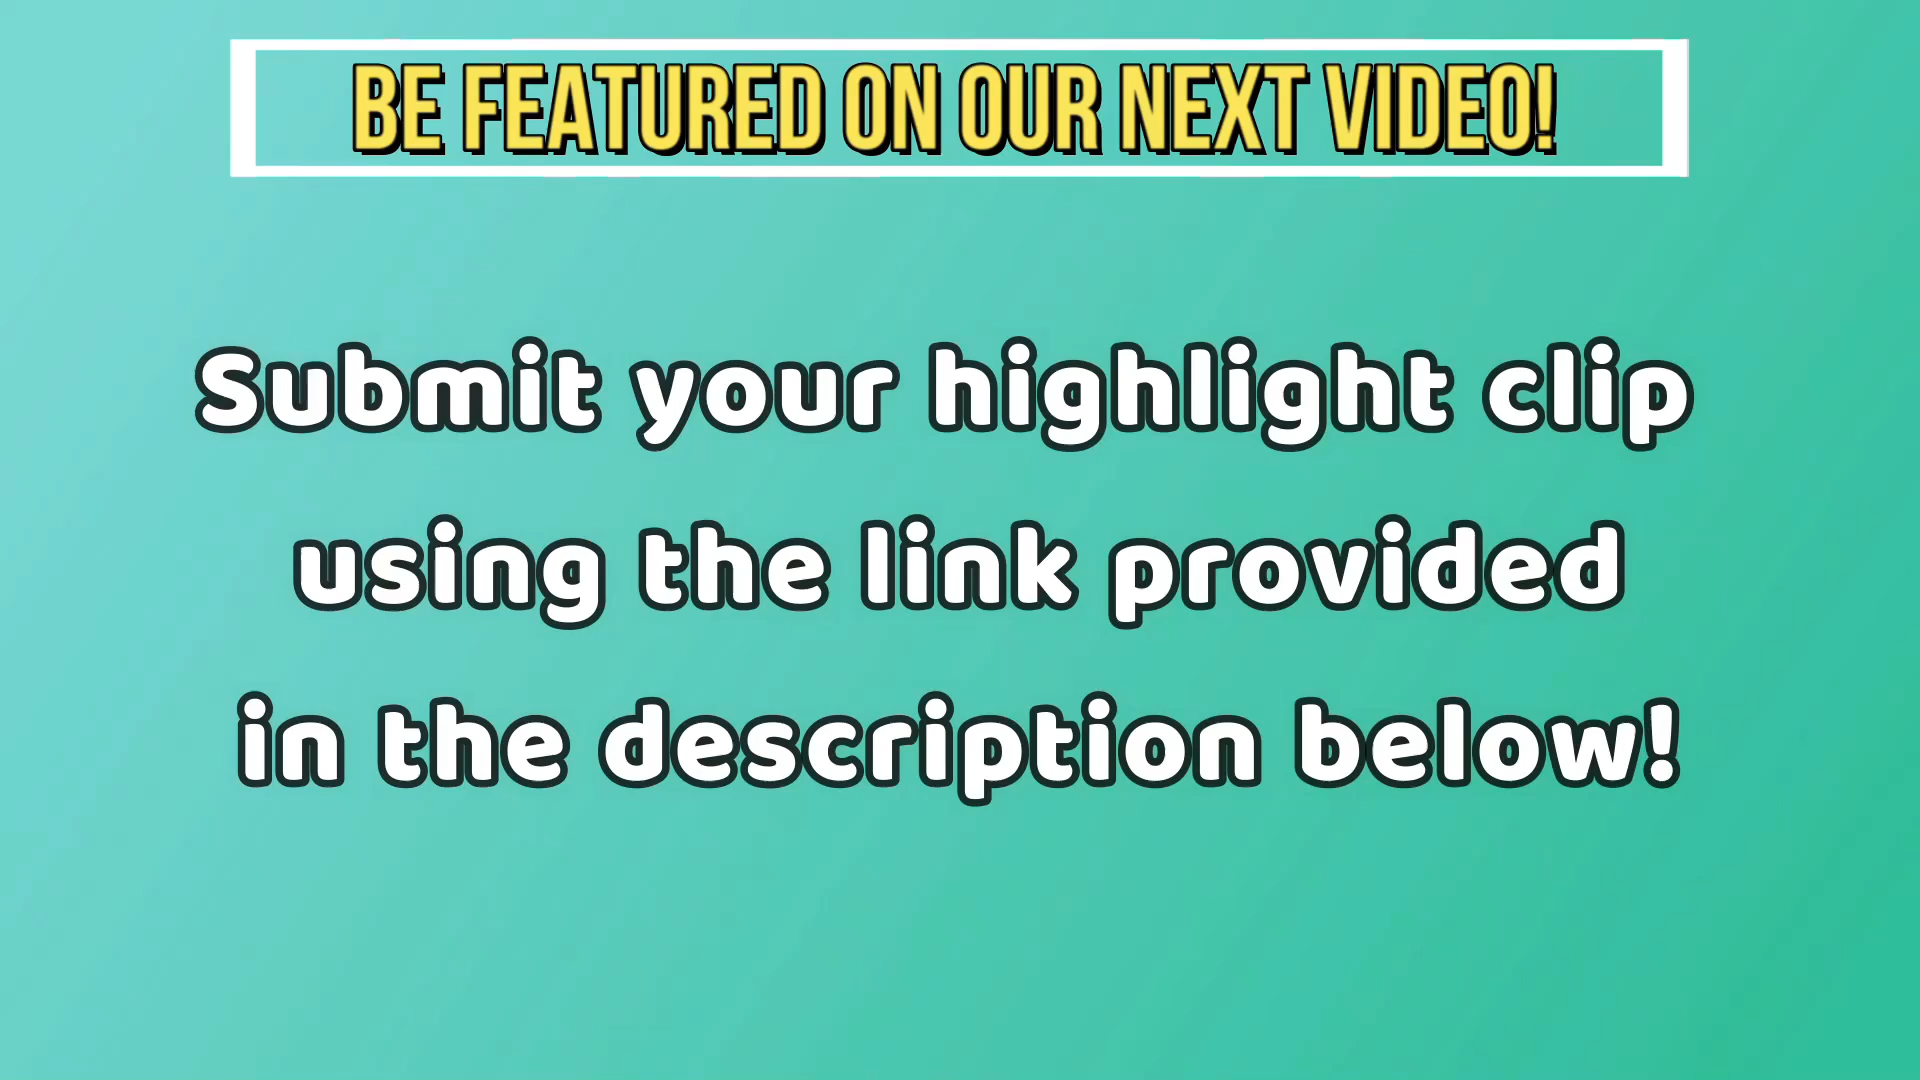 BE FEATURED ON OUR NEXT VIDEO!
Submit your highlight clip
using the link provided
in the description below!